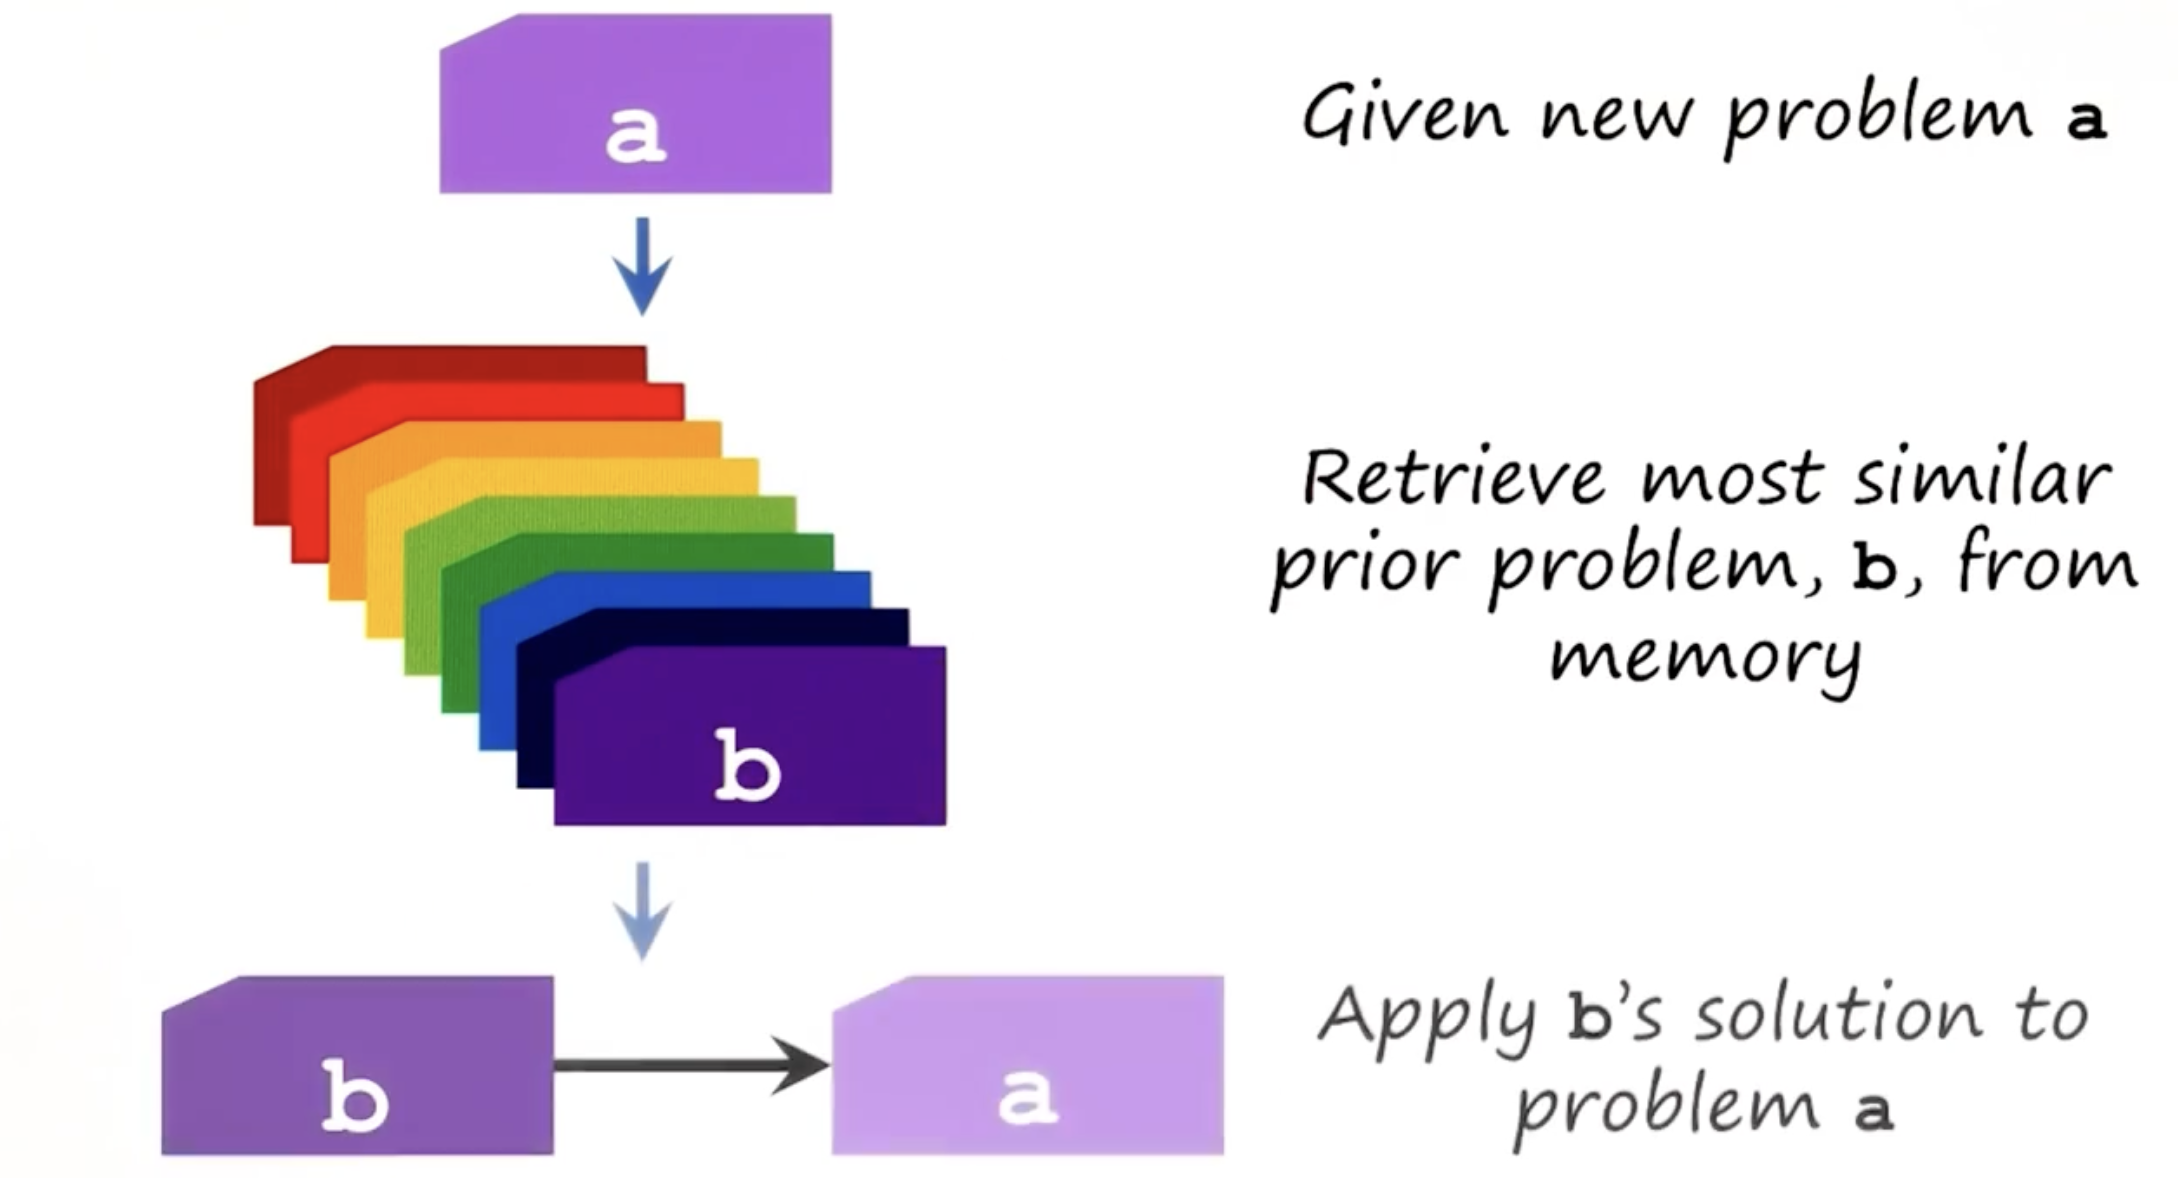 a
Given new problem a
Retrieve most similar
prior problem, b, from
memory
b
b
a
Apply b's solution to
problem a